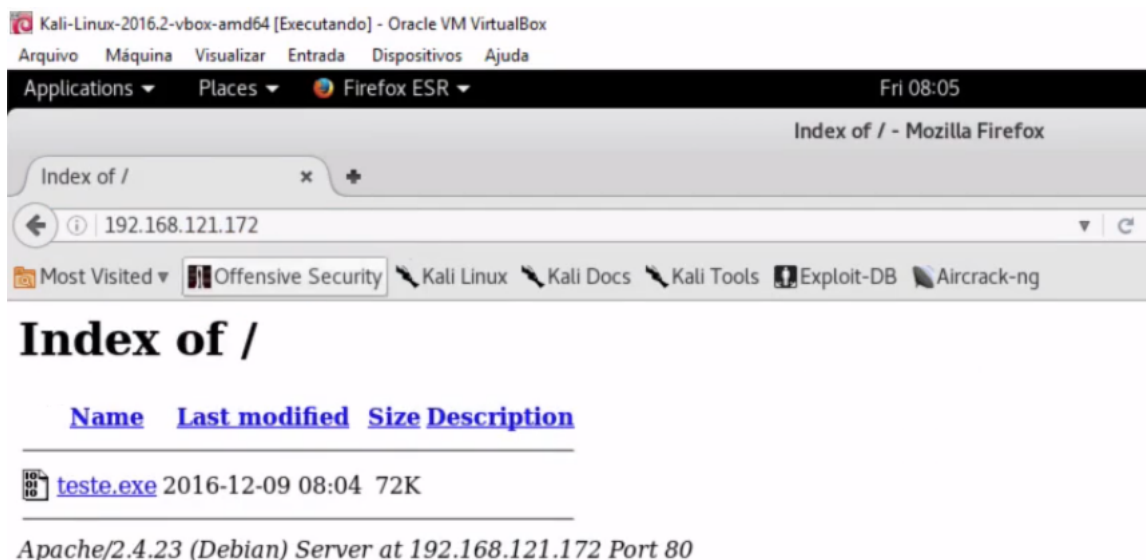 Kali-Linux-2016.2-vbox-amd64 [Executando] - Oracle VM VirtualBox
Arquivo Máquina Visualizar Entrada Dispositivos Ajuda
Applications Places Firefox ESR Fri 08:05
Index of / - Mozilla Firefox
Index of /
192.168.121.172
Most Visited Offensive Security Kali Linux Kali Docs Kali Tools Exploit-DB Aircrack-ng
Index of /
Name Last modified Size Description
teste.exe 2016-12-09 08:04 72K
Apache/2.4.23 (Debian) Server at 192.168.121.172 Port 80